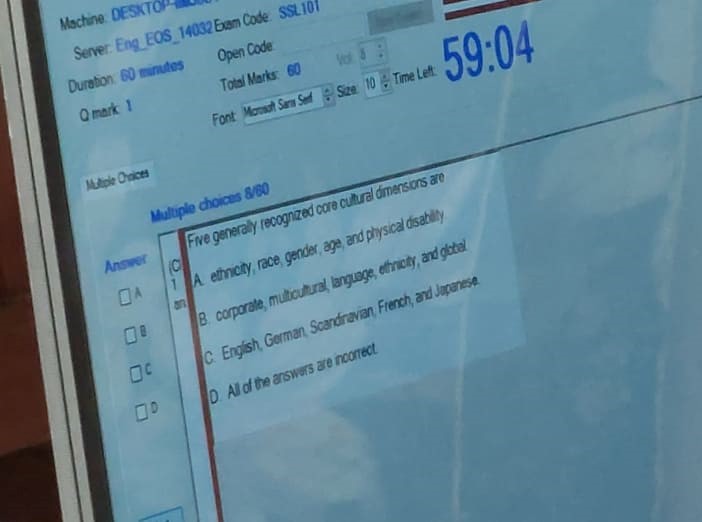 Machine: DESKTOP-
Server: Eng_EOS_14032 Exam Code: SSL101
Duration: 60 minutes Open Code:
Q mark: 1 Total Marks: 60 Vol: 8
Font: Microsoft Sans Serif Size: 10 Time Left: 59:04
Multiple Choices
Multiple choices 8/60
Answer
Five generally recognized core cultural dimensions are
A A. ethnicity, race, gender, age, and physical disability
B B. corporate, multicultural, language, ethnicity, and global
C C. English, German, Scandinavian, French, and Japanese.
D D. All of the answers are incorrect.